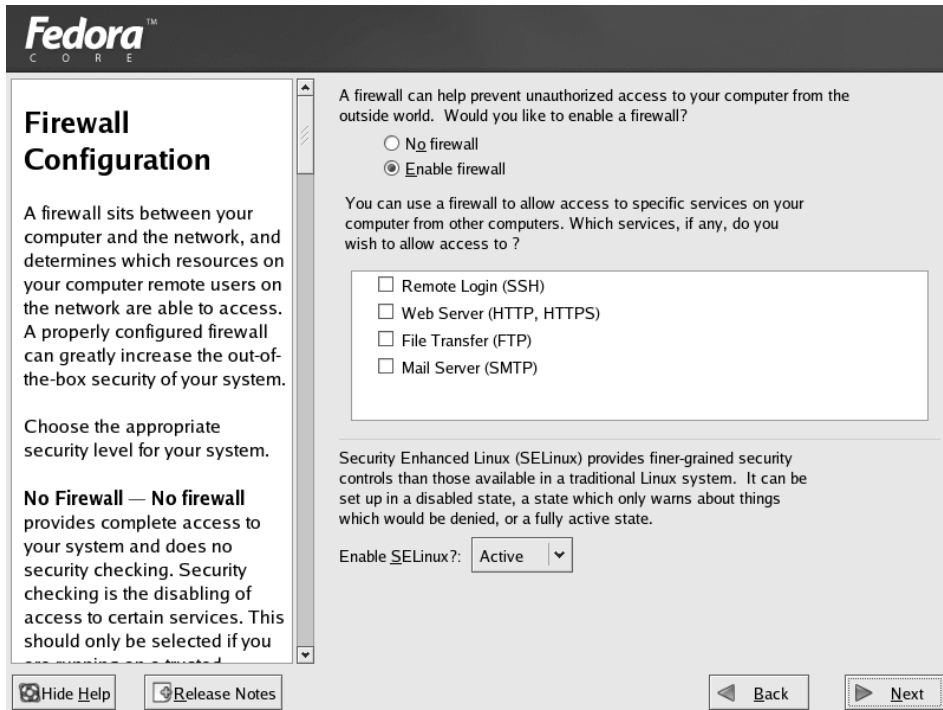 Fedora™
CORE
Firewall
Configuration
A firewall sits between your
computer and the network, and
determines which resources on
your computer remote users on
the network are able to access.
A properly configured firewall
can greatly increase the out-of-
the-box security of your system.
Choose the appropriate
security level for your system.
No Firewall — No firewall
provides complete access to
your system and does no
security checking. Security
checking is the disabling of
access to certain services. This
should only be selected if you
A firewall can help prevent unauthorized access to your computer from the
outside world. Would you like to enable a firewall?
No firewall
Enable firewall
You can use a firewall to allow access to specific services on your
computer from other computers. Which services, if any, do you
wish to allow access to ?
Remote Login (SSH)
Web Server (HTTP, HTTPS)
File Transfer (FTP)
Mail Server (SMTP)
Security Enhanced Linux (SELinux) provides finer-grained security
controls than those available in a traditional Linux system. It can be
set up in a disabled state, a state which only warns about things
which would be denied, or a fully active state.
Enable SELinux?: Active
Hide Help
Release Notes
Back
Next